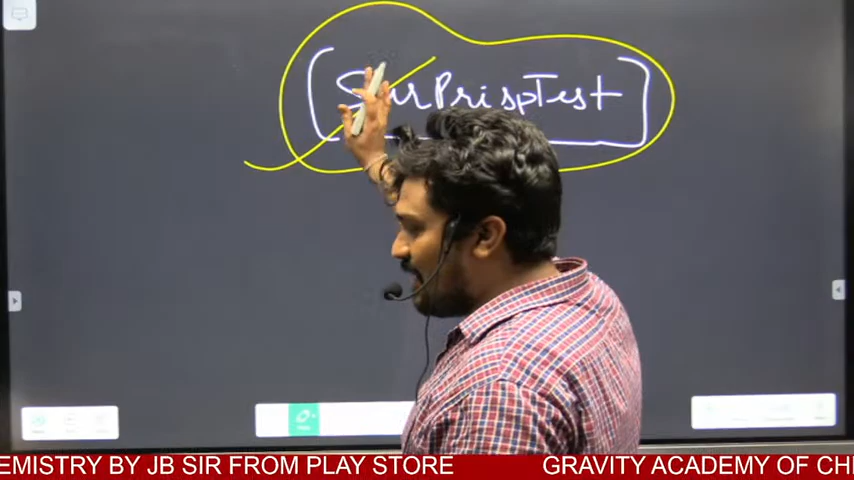 [SurPrispTest]
EMISTRY BY JB SIR FROM PLAY STORE GRAVITY ACADEMY OF CH